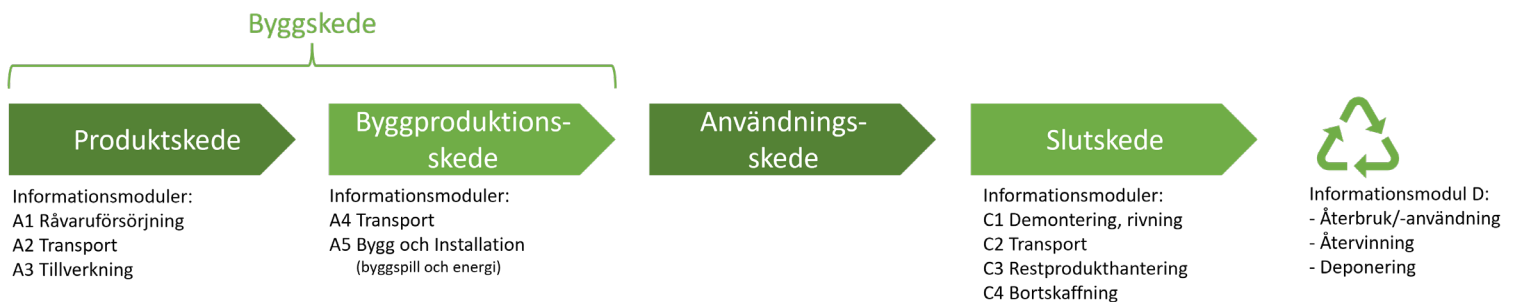 Byggskede
Produktskede
Informationsmoduler:
A1 Råvaruförsörjning
A2 Transport
A3 Tillverkning
Byggproduktions-
skede
Informationsmoduler:
A4 Transport
A5 Bygg och Installation
(byggspill och energi)
Användnings-
skede
Slutskede
Informationsmoduler:
C1 Demontering, rivning
C2 Transport
C3 Restprodukthantering
C4 Bortskaffning
Informationsmodul D:
- Återbruk/-användning
- Återvinning
- Deponering